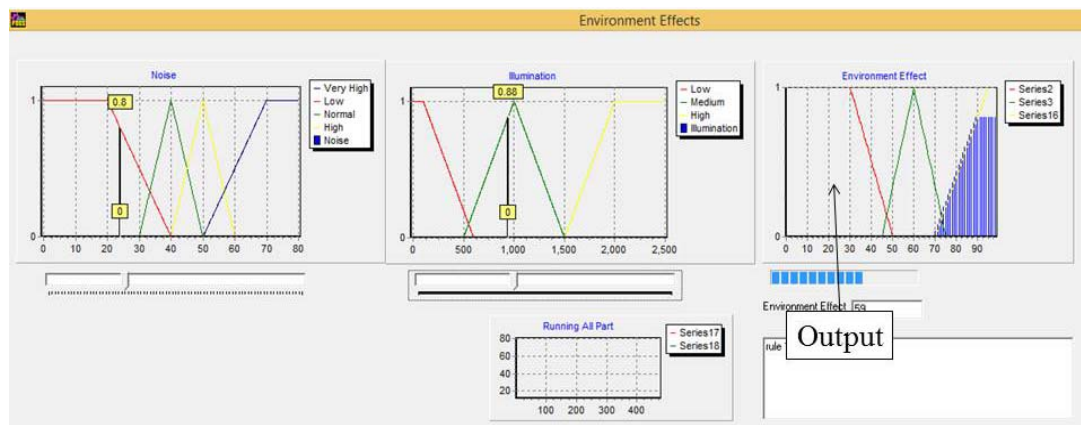 Environment Effects
Noise
0.8
1
0
0
0 10 20 30 40 50 60 70 80
Very High
Low
Normal
High
Noise
Illumination
0.88
1
0
0
0 500 1,000 1,500 2,000 2,500
Low
Medium
High
Illumination
Environment Effect
1
0
0 10 20 30 40 50 60 70 80 90
Series2
Series3
Series16
Environment Effect 59
Output
rule
Running All Part
80
60
40
20
100 200 300 400
Series17
Series18